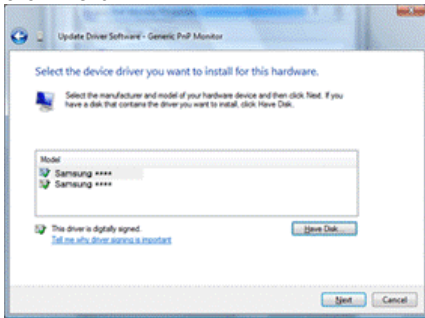 Update Driver Software - Generic PnP Monitor
Select the device driver you want to install for this hardware.
Select the manufacturer and model of your hardware device and then click Next. If you
have a disk that contains the driver you want to install, click Have Disk.
Model
Samsung ****
Samsung ****
This driver is digitally signed.
Have Disk...
Tell me why driver signing is important
Next
Cancel